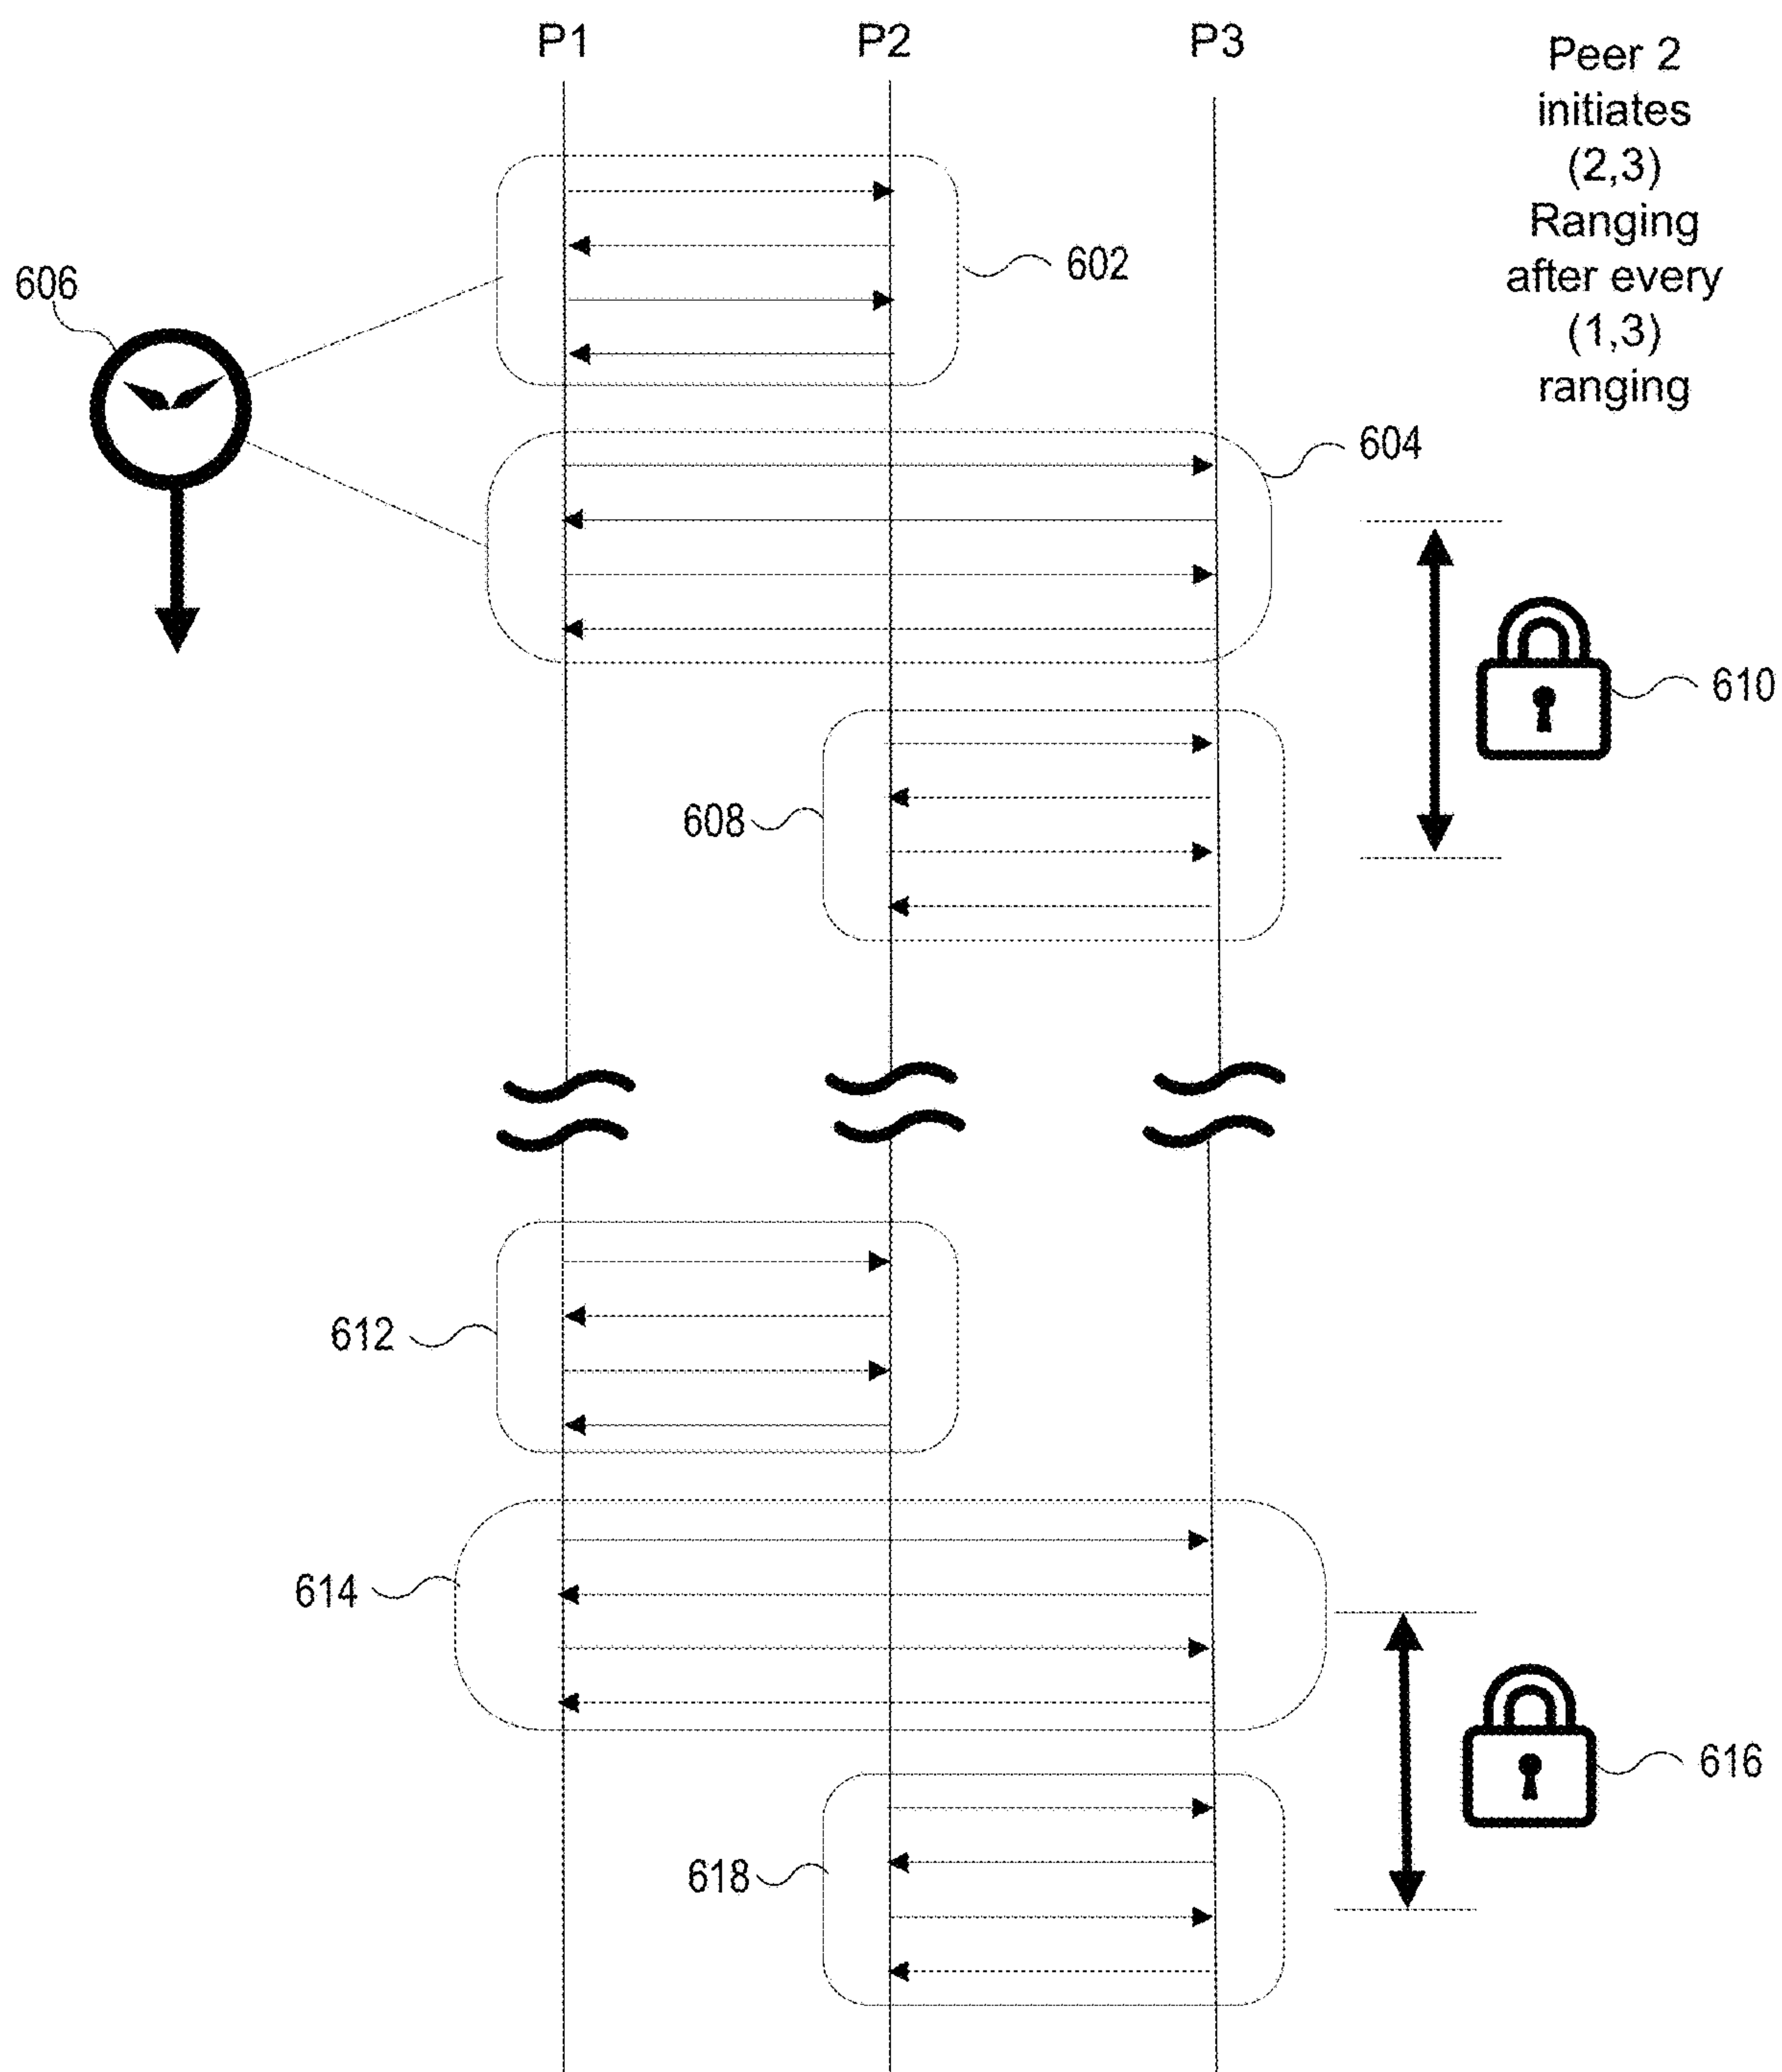 P1
P2
P3
Peer 2
initiates
(2,3)
Ranging
after every
(1,3)
ranging
602
606
604
610
608
612
614
616
618